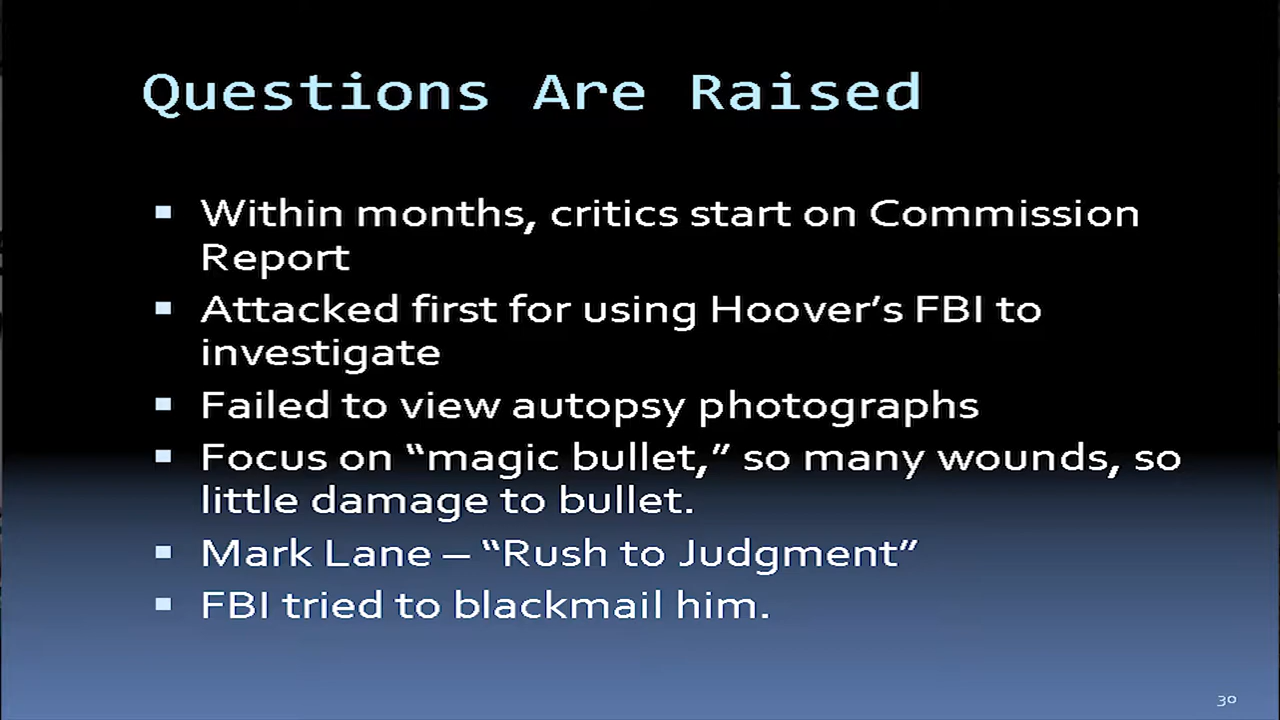 Questions Are Raised
▪ Within months, critics start on Commission
Report
▪ Attacked first for using Hoover’s FBI to
investigate
▪ Failed to view autopsy photographs
▪ Focus on “magic bullet,” so many wounds, so
little damage to bullet.
▪ Mark Lane – “Rush to Judgment”
▪ FBI tried to blackmail him.
30